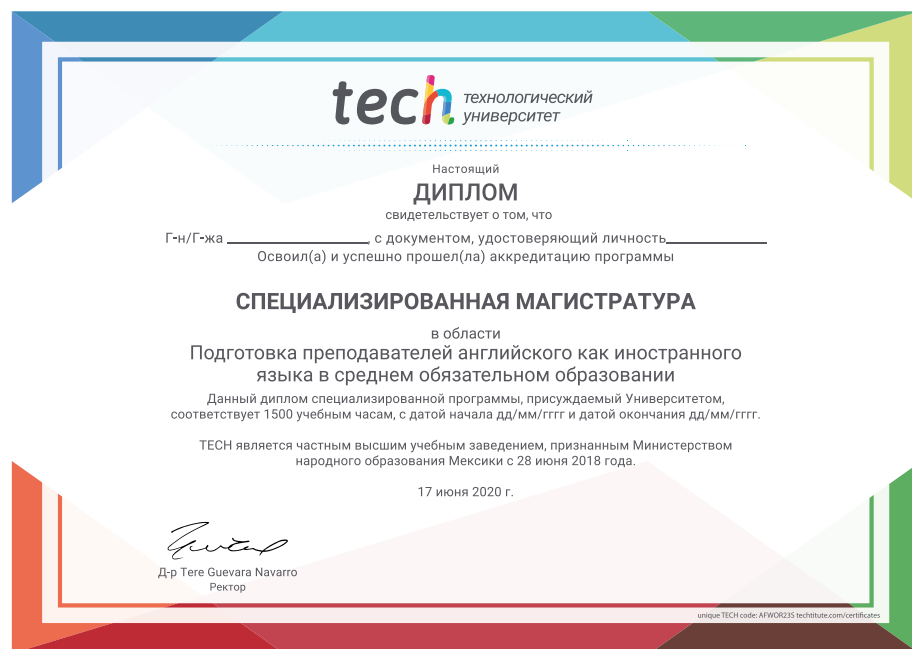 tech технологический
университет
Настоящий
ДИПЛОМ
свидетельствует о том, что
Г-н/Г-жа , с документом, удостоверяющий личность
Освоил(а) и успешно прошел(ла) аккредитацию программы
СПЕЦИАЛИЗИРОВАННАЯ МАГИСТРАТУРА
в области
Подготовка преподавателей английского как иностранного
языка в среднем обязательном образовании
Данный диплом специализированной программы, присуждаемый Университетом,
соответствует 1500 учебным часам, с датой начала дд/мм/гггг и датой окончания дд/мм/гггг.
TECH является частным высшим учебным заведением, признанным Министерством
народного образования Мексики с 28 июня 2018 года.
17 июня 2020 г.
Д-р Tere Guevara Navarro
Ректор
unique TECH code: AFWOR23S techtitute.com/certificates